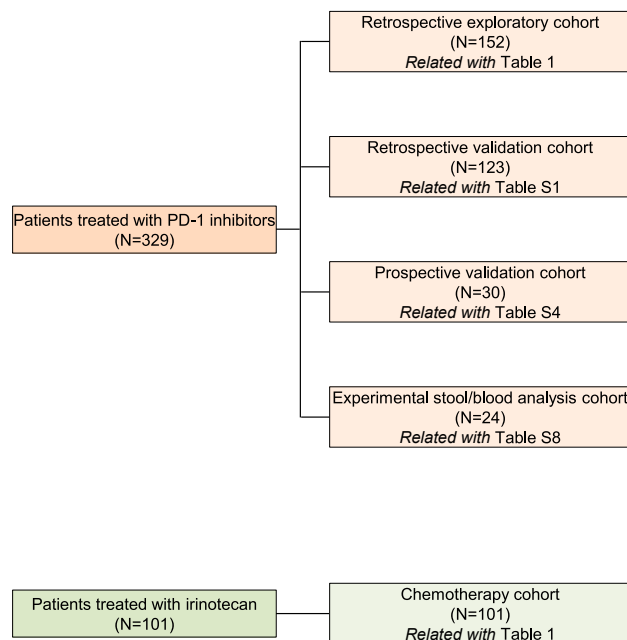 Retrospective exploratory cohort
(N=152)
Related with Table 1
Retrospective validation cohort
(N=123)
Related with Table S1
Patients treated with PD-1 inhibitors
(N=329)
Prospective validation cohort
(N=30)
Related with Table S4
Experimental stool/blood analysis cohort
(N=24)
Related with Table S8
Patients treated with irinotecan
(N=101)
Chemotherapy cohort
(N=101)
Related with Table 1